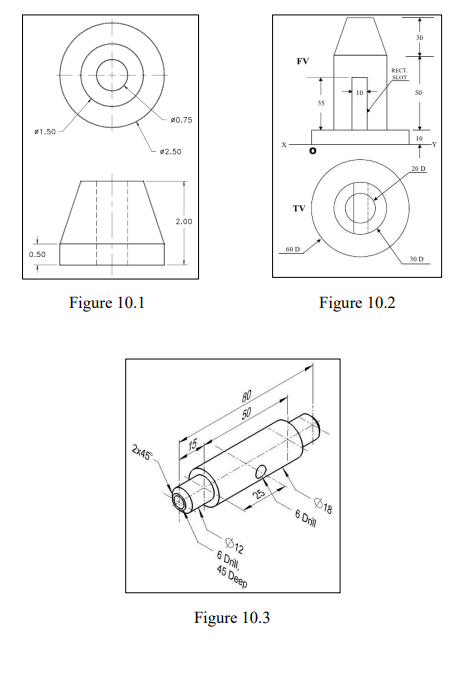 ø0.75
ø1.50
ø2.50
2.00
0.50
Figure 10.1
30
FV
RECT.
SLOT
10
50
35
10
X
O
Y
20 D
TV
60 D
30 D
Figure 10.2
80
50
15
2x45°
25
Ø18
6 Drill
Ø12
6 Drill,
45 Deep
Figure 10.3